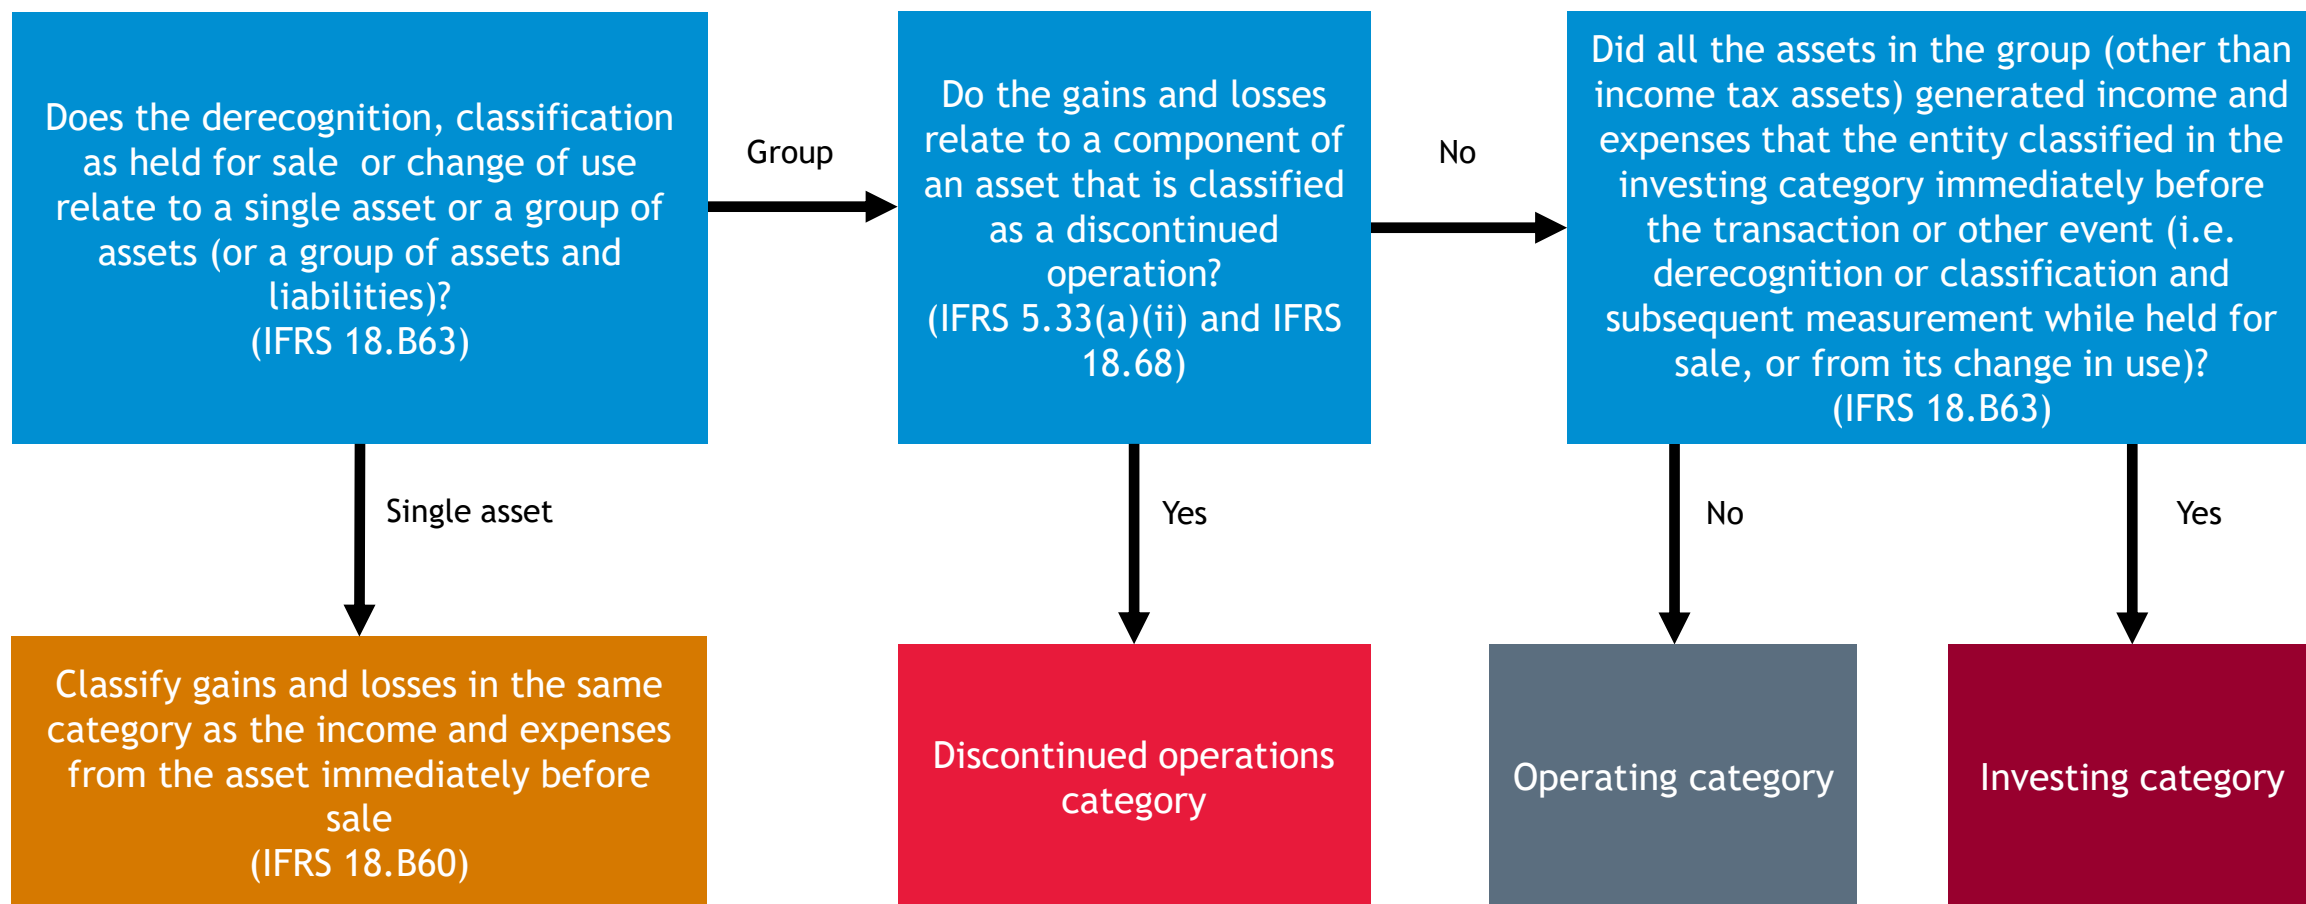 Does the derecognition, classification
as held for sale  or change of use
relate to a single asset or a group of
assets (or a group of assets and
liabilities)?
(IFRS 18.B63)
Group
Do the gains and losses
relate to a component of
an asset that is classified
as a discontinued
operation?
(IFRS 5.33(a)(ii) and IFRS
18.68)
No
Did all the assets in the group (other than
income tax assets) generated income and
expenses that the entity classified in the
investing category immediately before
the transaction or other event (i.e.
derecognition or classification and
subsequent measurement while held for
sale, or from its change in use)?
(IFRS 18.B63)
Single asset
Yes
No
Yes
Classify gains and losses in the same
category as the income and expenses
from the asset immediately before
sale
(IFRS 18.B60)
Discontinued operations
category
Operating category
Investing category